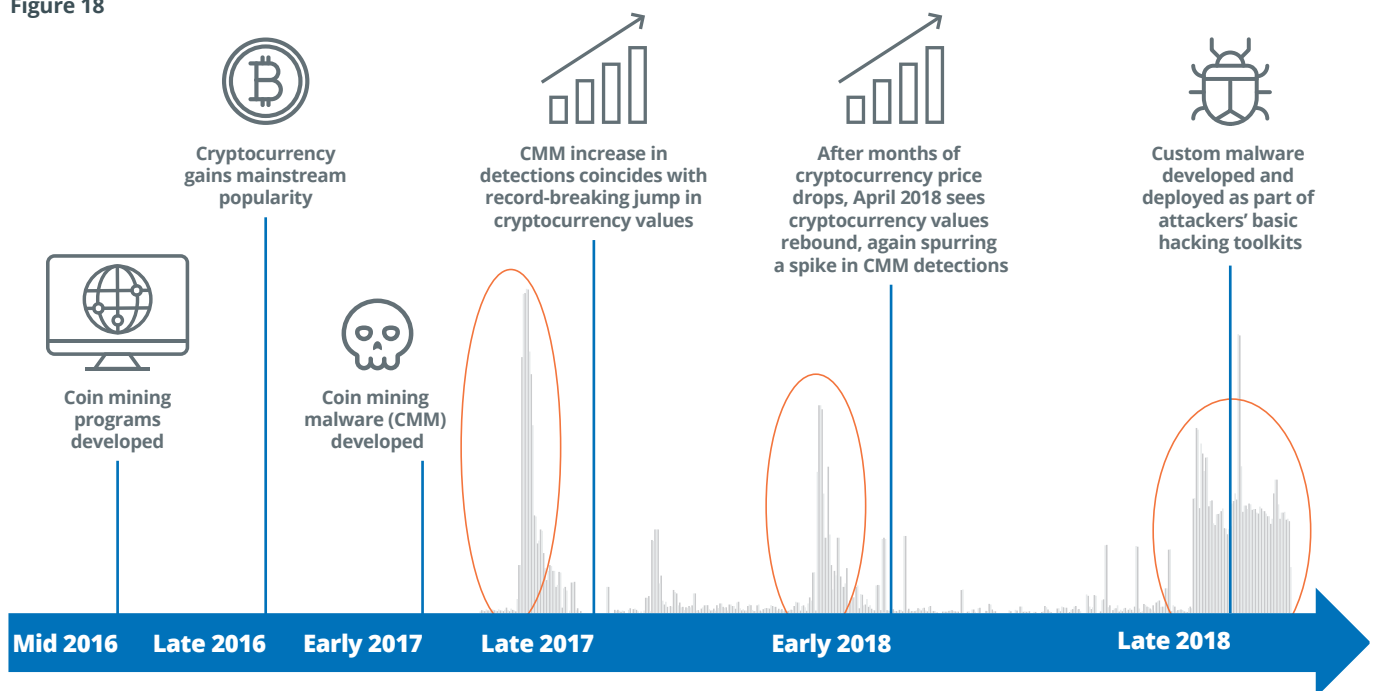 Figure 18
Cryptocurrency
gains mainstream
popularity
CMM increase in
detections coincides with
record-breaking jump in
cryptocurrency values
After months of
cryptocurrency price
drops, April 2018 sees
cryptocurrency values
rebound, again spurring
a spike in CMM detections
Custom malware
developed and
deployed as part of
attackers’ basic
hacking toolkits
Coin mining
programs
developed
Coin mining
malware (CMM)
developed
Mid 2016
Late 2016
Early 2017
Late 2017
Early 2018
Late 2018